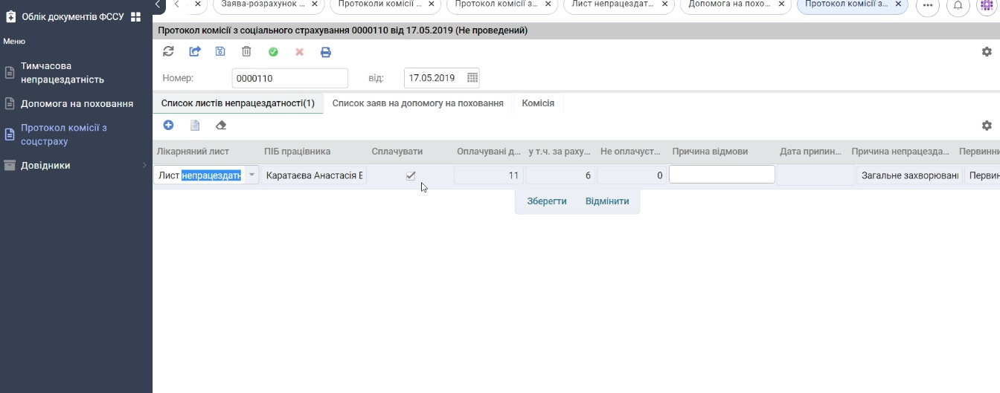 Облік документів ФССУ
Меню
Тимчасова
непрацездатність
Допомога на поховання
Протокол комісії з
соцстраху
Довідники
Заява-розрахунок ...
Протоколи комісії ...
Протокол комісії з...
Лист непрацездат...
Допомога на похо...
Протокол комісії з...
Протокол комісії з соціального страхування 0000110 від 17.05.2019 (Не проведений)
Номер: 0000110 від: 17.05.2019
Список листів непрацездатності(1) Список заяв на допомогу на поховання Комісія
Лікарняний лист ПІБ працівника Сплачувати Оплачувані д... у т.ч. за раху... Не оплачуєт... Причина відмови Дата припин... Причина непрацезда... Первинни
Лист непрацездатн Каратаєва Анастасія В 11 6 0 Загальне захворюванн Первин
Зберегти Відмінити